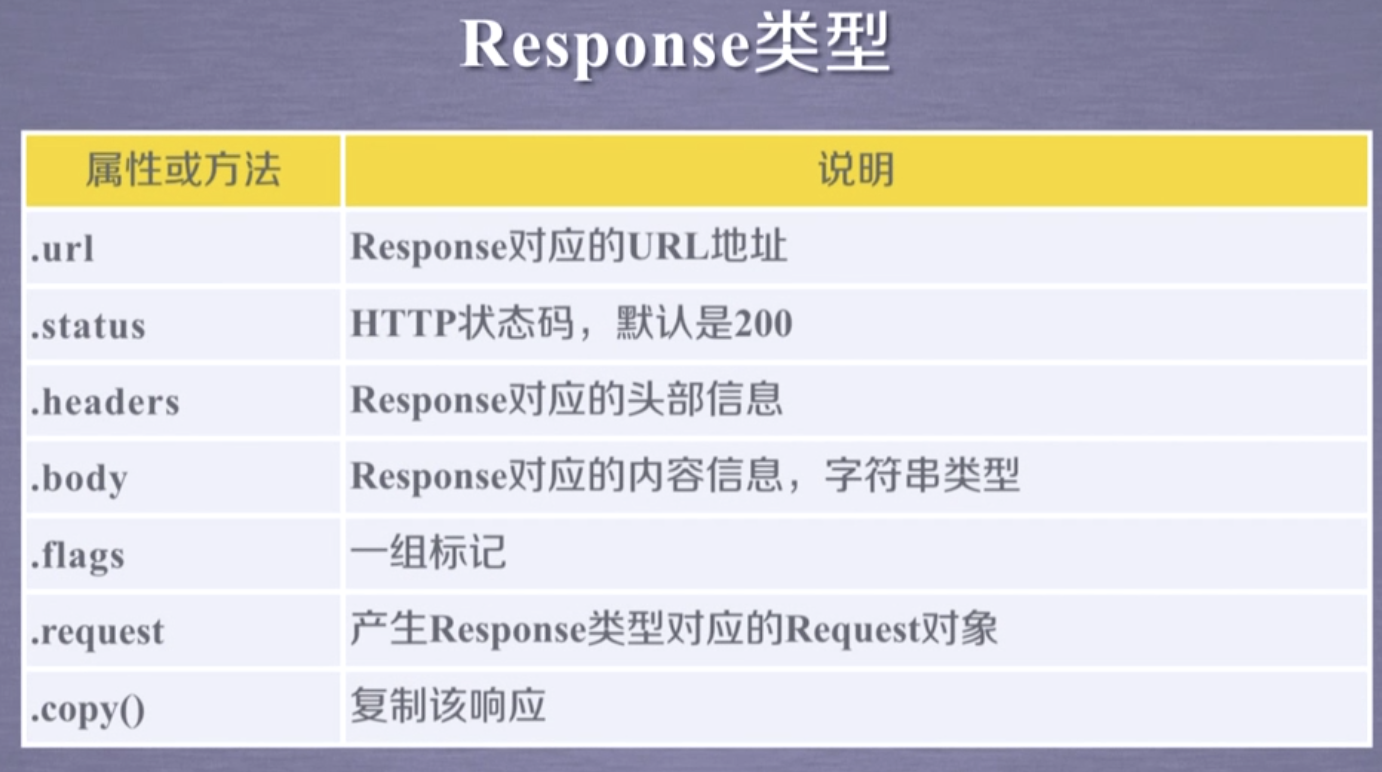 Response类型
属性或方法 说明
.url Response对应的URL地址
.status HTTP状态码，默认是200
.headers Response对应的头部信息
.body Response对应的内容信息，字符串类型
.flags 一组标记
.request 产生Response类型对应的Request对象
.copy() 复制该响应